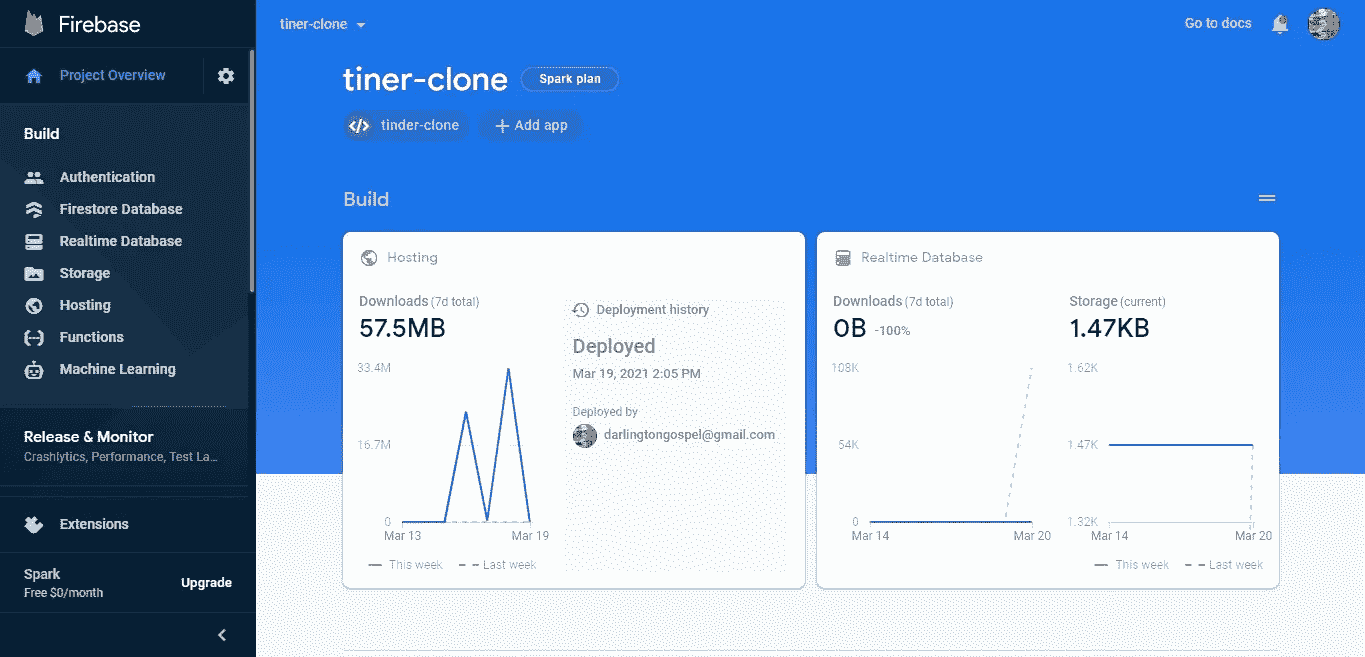 Firebase
Project Overview
Build
Authentication
Firestore Database
Realtime Database
Storage
Hosting
Functions
Machine Learning
Release & Monitor
Crashlytics, Performance, Test La...
Extensions
Spark
Free $0/month
Upgrade
tiner-clone
Go to docs
tiner-clone
Spark plan
</> tinder-clone
+ Add app
Build
Hosting
Downloads (7d total)
57.5MB
33.4M
16.7M
0
Mar 13 Mar 19
This week Last week
Deployment history
Deployed
Mar 19, 2021 2:05 PM
Deployed by
darlingtongospel@gmail.com
Realtime Database
Downloads (7d total)
0B -100%
108K
54K
0
Mar 14 Mar 20
Storage (current)
1.47KB
1.62K
1.47K
1.32K
Mar 14 Mar 20
This week Last week